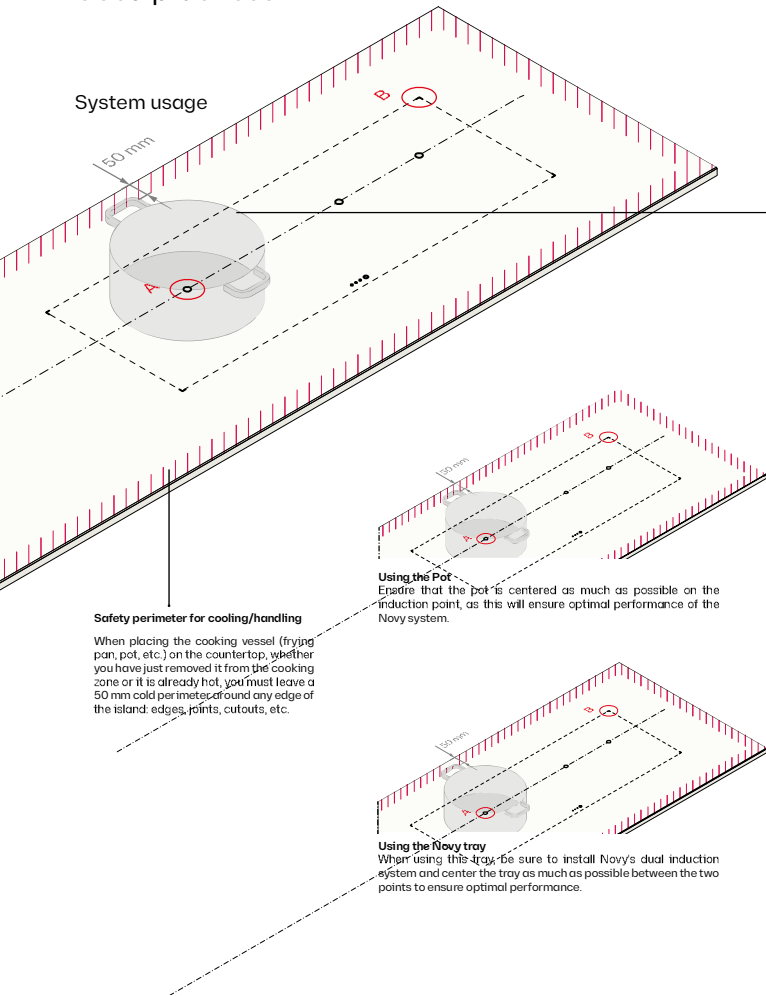 System usage
B
50 mm
A
B
50 mm
A
Using the Pot
Ensure that the pot is centered as much as possible on the
induction point, as this will ensure optimal performance of the
Novy system.
Safety perimeter for cooling/handling
When placing the cooking vessel (frying
pan, pot, etc.) on the countertop, whether
you have just removed it from the cooking
zone or it is already hot, you must leave a
50 mm cold perimeter around any edge of
the island: edges, joints, cutouts, etc.
B
50 mm
A
Using the Novy tray
When using this tray, be sure to install Novy's dual induction
system and center the tray as much as possible between the two
points to ensure optimal performance.